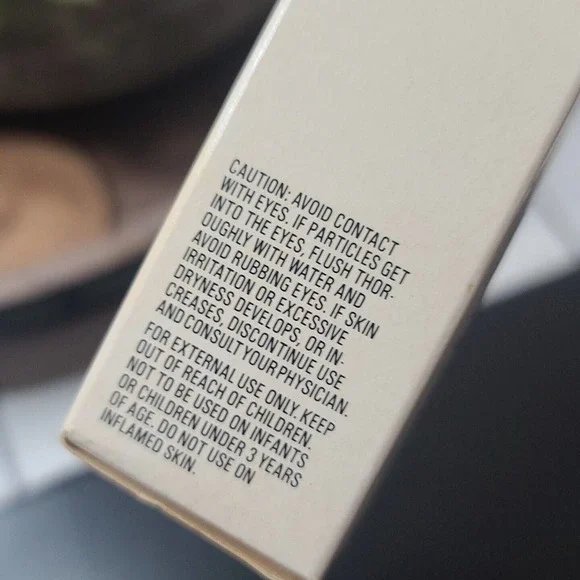 CAUTION: AVOID CONTACT
WITH EYES. IF PARTICLES GET
INTO THE EYES, FLUSH THOR-
OUGHLY WITH WATER AND
AVOID RUBBING EYES. IF SKIN
IRRITATION OR EXCESSIVE
DRYNESS DEVELOPS, OR IN-
CREASES, DISCONTINUE USE
AND CONSULT YOUR PHYSICIAN.
FOR EXTERNAL USE ONLY. KEEP
OUT OF REACH OF CHILDREN.
NOT TO BE USED ON INFANTS
OR CHILDREN UNDER 3 YEARS
OF AGE. DO NOT USE ON
INFLAMED SKIN.